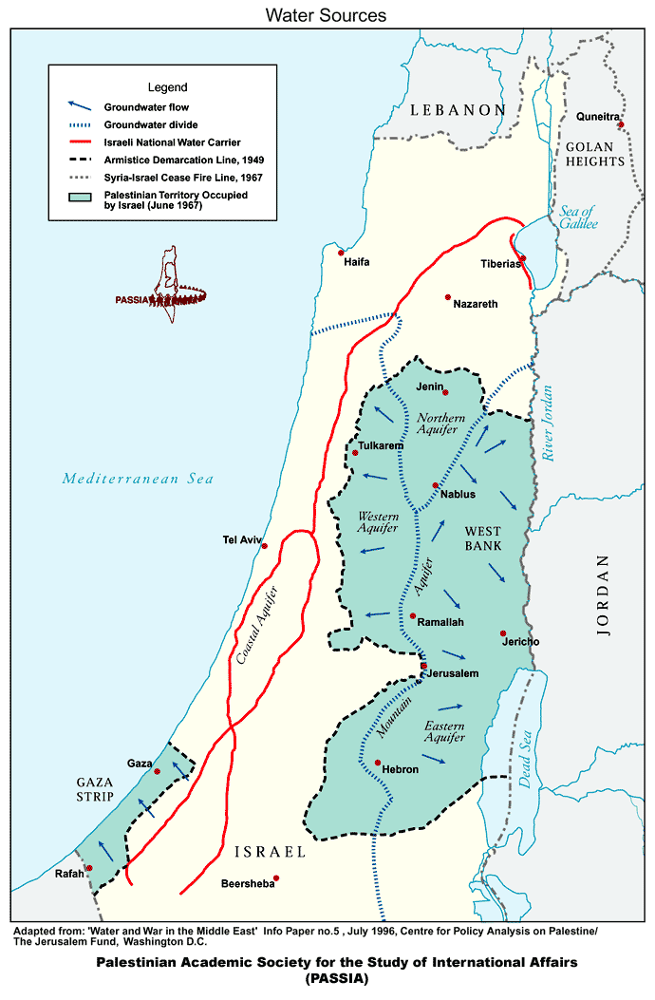 Water Sources
Legend
Groundwater flow
Groundwater divide
Israeli National Water Carrier
Armistice Demarcation Line, 1949
Syria-Israel Cease Fire Line, 1967
Palestinian Territory Occupied
by Israel (June 1967)
PASSIA
LEBANON
Quneitra
GOLAN
HEIGHTS
Sea of
Galilee
Haifa
Tiberias
Nazareth
Jenin
Northern
Aquifer
River Jordan
Tulkarem
Mediterranean Sea
Nablus
Western
Aquifer
WEST
BANK
Tel Aviv
Aquifer
JORDAN
Coastal Aquifer
Ramallah
Jericho
Jerusalem
Mountain
Eastern
Aquifer
Dead Sea
Gaza
Hebron
GAZA
STRIP
ISRAEL
Rafah
Beersheba
Adapted from: 'Water and War in the Middle East' Info Paper no.5 , July 1996, Centre for Policy Analysis on Palestine/
The Jerusalem Fund, Washington D.C.
Palestinian Academic Society for the Study of International Affairs
(PASSIA)